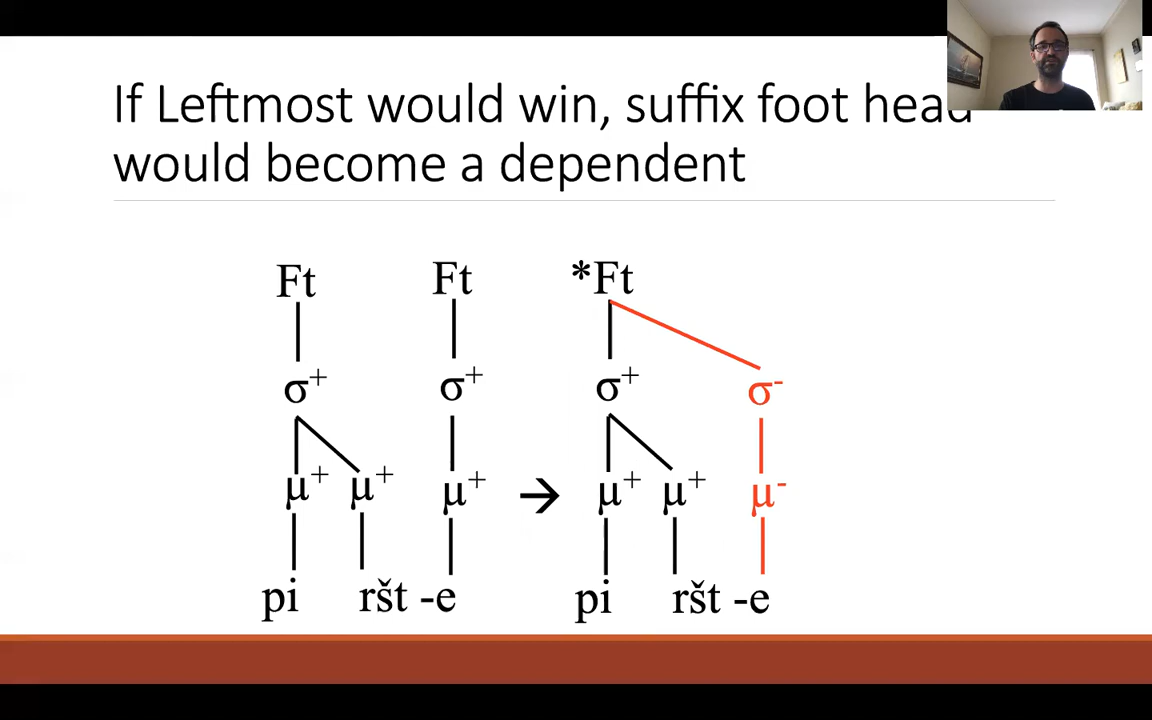 If Leftmost would win, suffix foot head
would become a dependent
Ft Ft *Ft
σ⁺ σ⁺ σ⁺ σ⁻
μ⁺ μ⁺ μ⁺ → μ⁺ μ⁺ μ⁻
pi ršt -e pi ršt -e